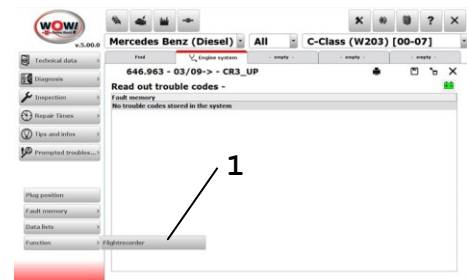 WOW!
v.5.00.0
?
Mercedes Benz (Diesel)
All
C-Class (W203) [00-07]
Technical data
Find
Engine system
- empty -
- empty -
- empty -
646.963 - 03/09-> - CR3_UP
Diagnosis
Read out trouble codes -
Inspection
Fault memory
No trouble codes stored in the system
Repair Times
Tips and infos
Prompted troubles...
1
Plug position
Fault memory
Data lists
Function
Flightrecorder